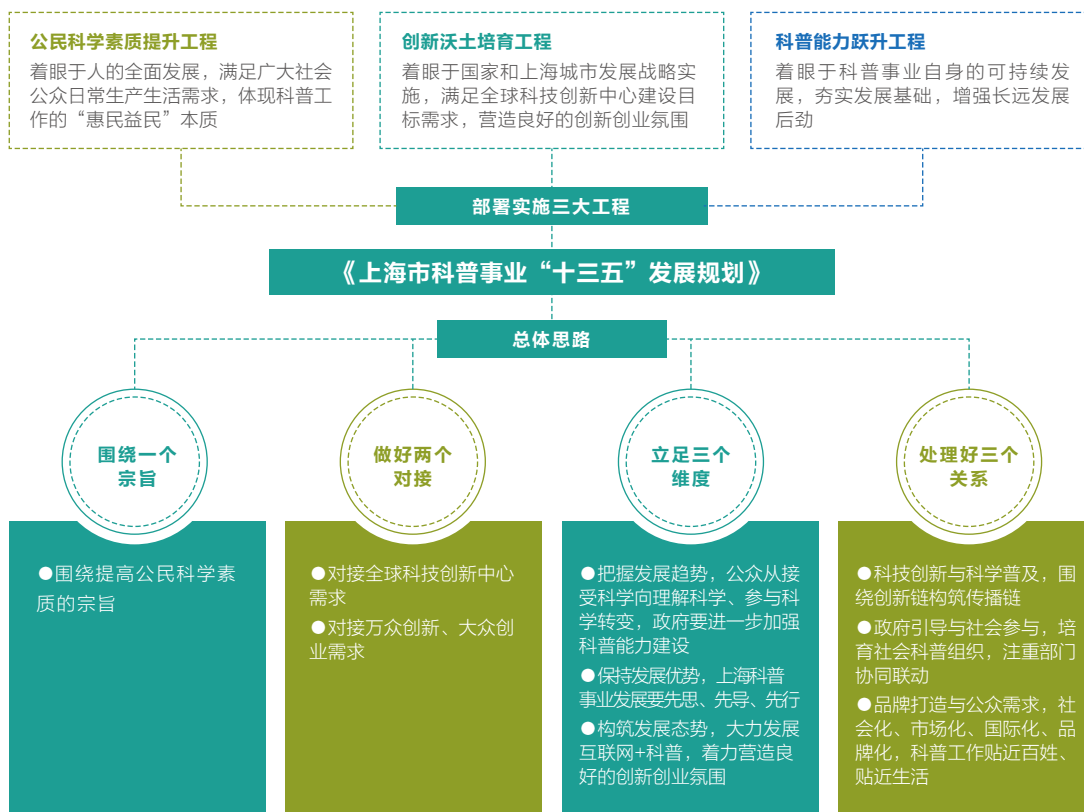 公民科学素质提升工程
着眼于人的全面发展，满足广大社会
公众日常生产生活需求，体现科普工
作的“惠民益民”本质
创新沃土培育工程
着眼于国家和上海城市发展战略实
施，满足全球科技创新中心建设目
标需求，营造良好的创新创业氛围
科普能力跃升工程
着眼于科普事业自身的可持续发
展，夯实发展基础，增强长远发展
后劲
部署实施三大工程
《上海市科普事业“十三五”发展规划》
总体思路
围绕一个
宗旨
●围绕提高公民科学素
质的宗旨
做好两个
对接
●对接全球科技创新中心
需求
●对接万众创新、大众创
业需求
立足三个
维度
●把握发展趋势，公众从接
受科学向理解科学、参与科
学转变，政府要进一步加强
科普能力建设
●保持发展优势，上海科普
事业发展要先思、先导、先行
●构筑发展态势，大力发展
互联网+科普，着力营造良
好的创新创业氛围
处理好三个
关系
●科技创新与科学普及，围
绕创新链构筑传播链
●政府引导与社会参与，培
育社会科普组织，注重部门
协同联动
●品牌打造与公众需求，社
会化、市场化、国际化、品
牌化，科普工作贴近百姓、
贴近生活